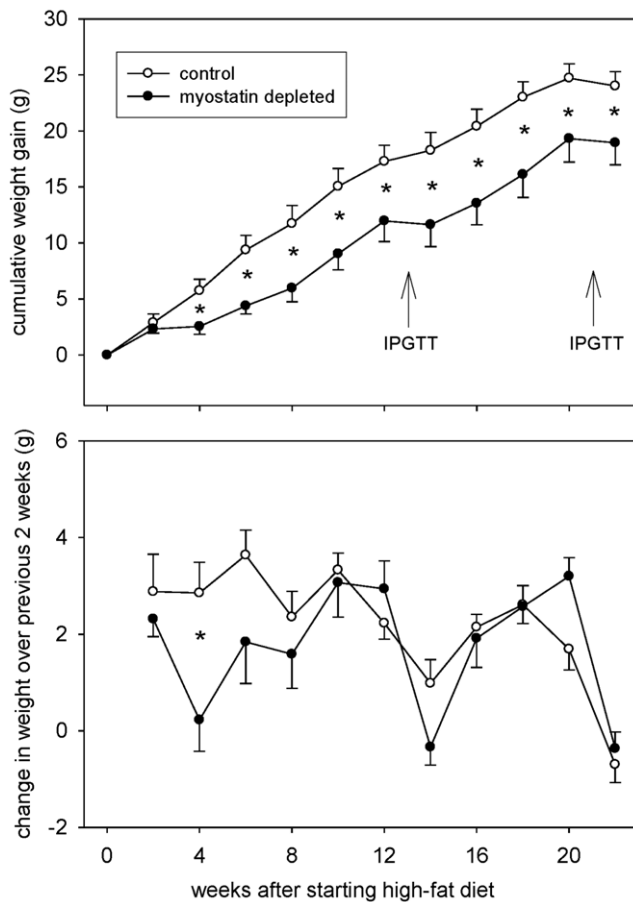 30
25
20
15
10
5
0
cumulative weight gain (g)
control
myostatin depleted
* * * * * * * * * *
IPGTT
IPGTT
6
4
2
0
-2
change in weight over previous 2 weeks (g)
*
0 4 8 12 16 20
weeks after starting high-fat diet